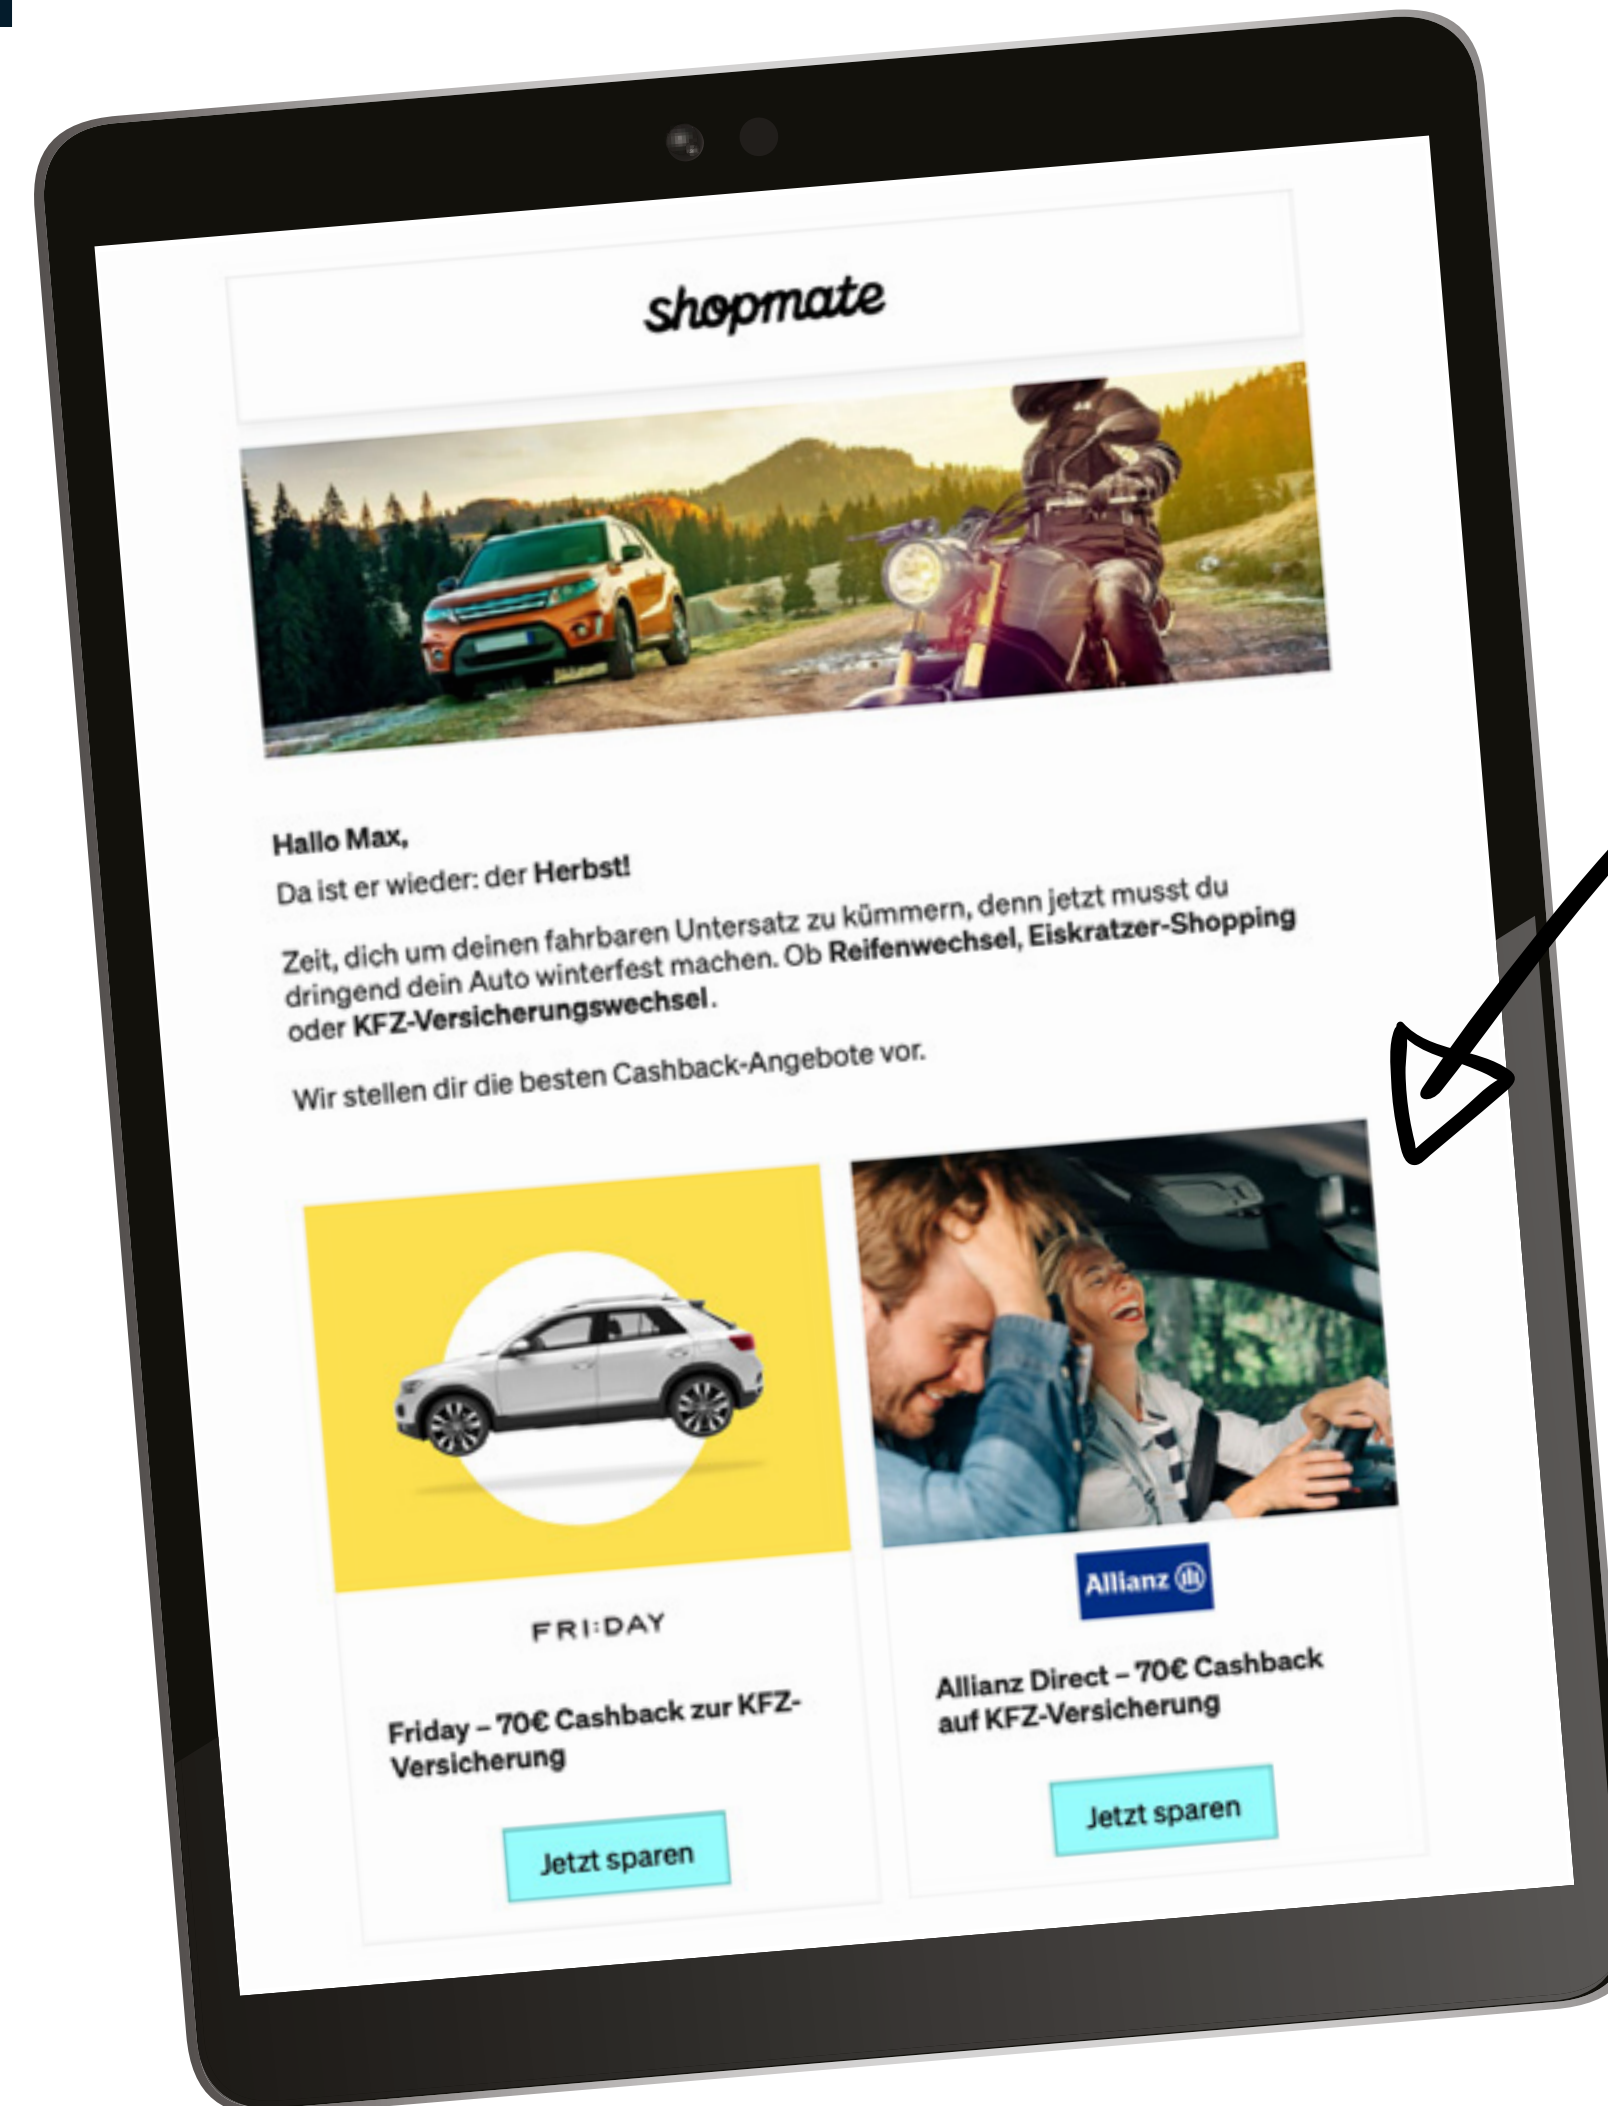 shopmate
Hallo Max,
Da ist er wieder: der Herbst!
Zeit, dich um deinen fahrbaren Untersatz zu kümmern, denn jetzt musst du
dringend dein Auto winterfest machen. Ob Reifenwechsel, Eiskratzer-Shopping
oder KFZ-Versicherungswechsel.
Wir stellen dir die besten Cashback-Angebote vor.
FRI:DAY
Friday – 70€ Cashback zur KFZ-
Versicherung
Jetzt sparen
Allianz
Allianz Direct – 70€ Cashback
auf KFZ-Versicherung
Jetzt sparen